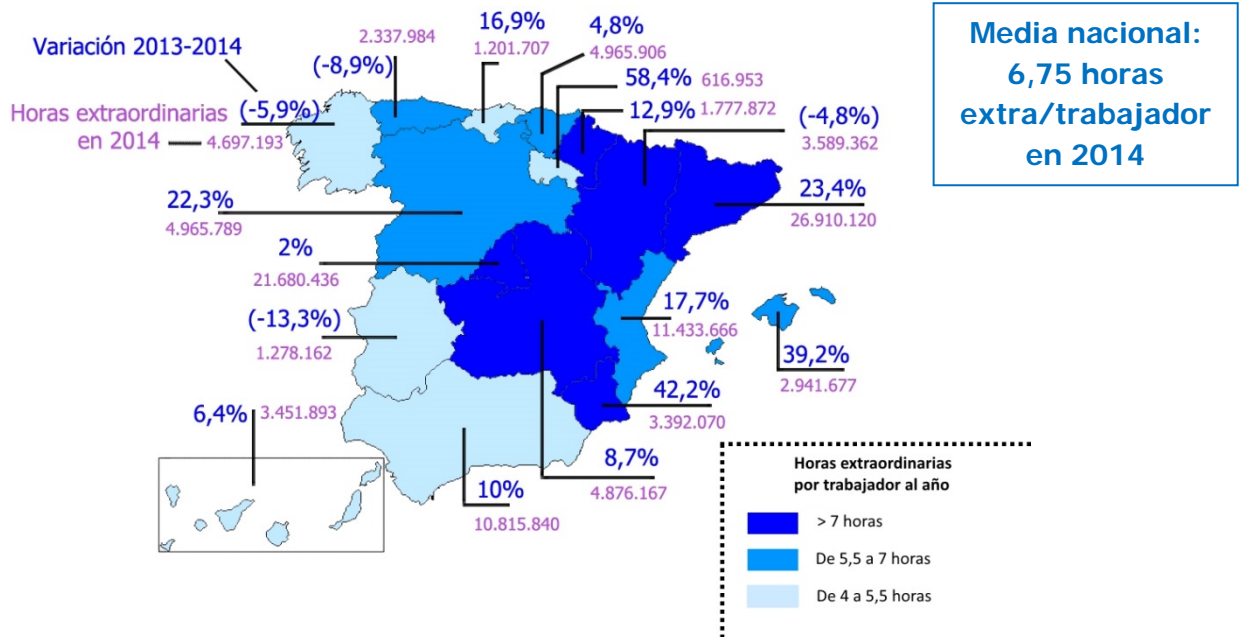 Variación 2013-2014
Horas extraordinarias
en 2014
(-5,9%)
4.697.193
2.337.984
(-8,9%)
16,9%
1.201.707
4,8%
4.965.906
58,4% 616.953
12,9% 1.777.872
(-4,8%)
3.589.362
23,4%
26.910.120
22,3%
4.965.789
2%
21.680.436
(-13,3%)
1.278.162
17,7%
11.433.666
39,2%
2.941.677
42,2%
3.392.070
6,4% 3.451.893
8,7%
4.876.167
10%
10.815.840
Media nacional:
6,75 horas
extra/trabajador
en 2014
Horas extraordinarias
por trabajador al año
> 7 horas
De 5,5 a 7 horas
De 4 a 5,5 horas